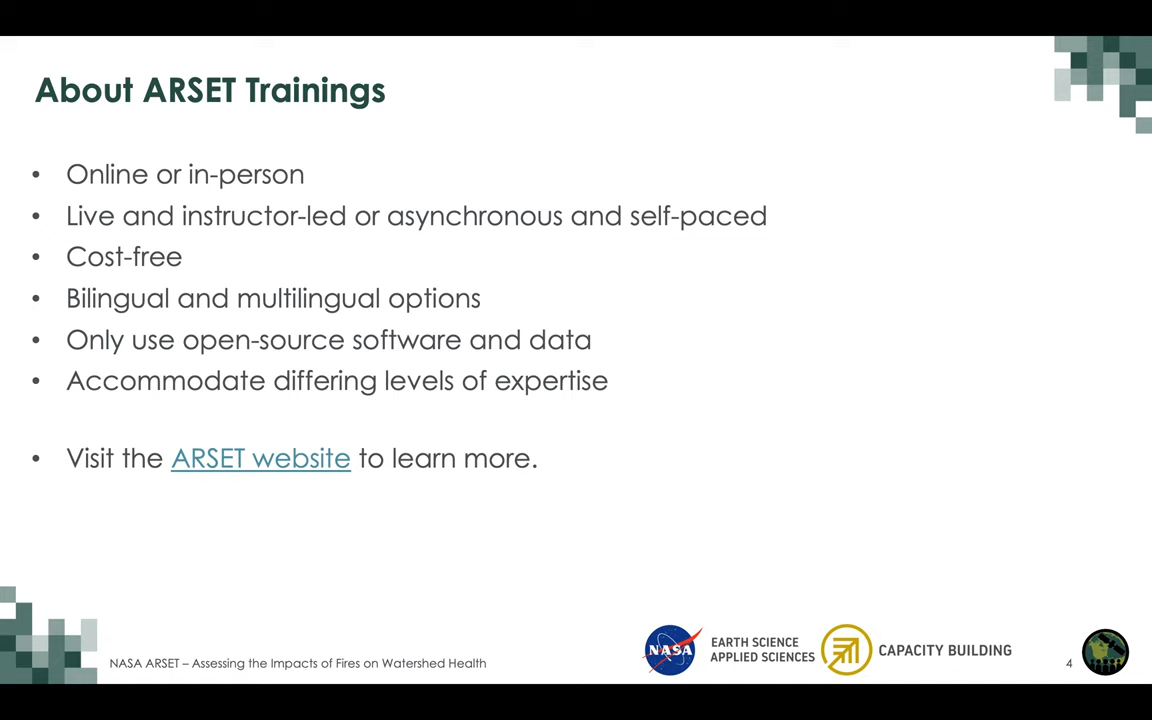 About ARSET Trainings
• Online or in-person
• Live and instructor-led or asynchronous and self-paced
• Cost-free
• Bilingual and multilingual options
• Only use open-source software and data
• Accommodate differing levels of expertise
• Visit the ARSET website to learn more.
NASA ARSET – Assessing the Impacts of Fires on Watershed Health
NASA
EARTH SCIENCE
APPLIED SCIENCES
CAPACITY BUILDING
4